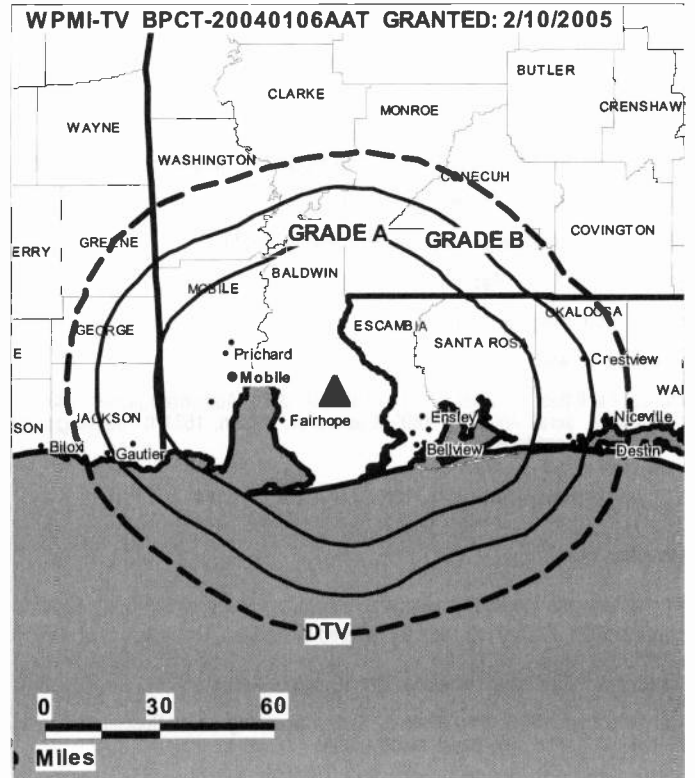 WPMI-TV BPCT-20040106AAT GRANTED: 2/10/2005
BUTLER
CLARKE
MONROE
CRENSHAW
WAYNE
WASHINGTON
CONECUH
GRADE A
GRADE B
COVINGTON
ERRY
GREENE
BALDWIN
MOBILE
ESCAMBIA
OKALOOSA
GEORGE
SANTA ROSA
E
Prichard
Crestview
Mobile
WAL
JACKSON
Fairhope
Ensley
Niceville
SON
Biloxi
Gautier
Bellview
Destin
DTV
0 30 60
Miles